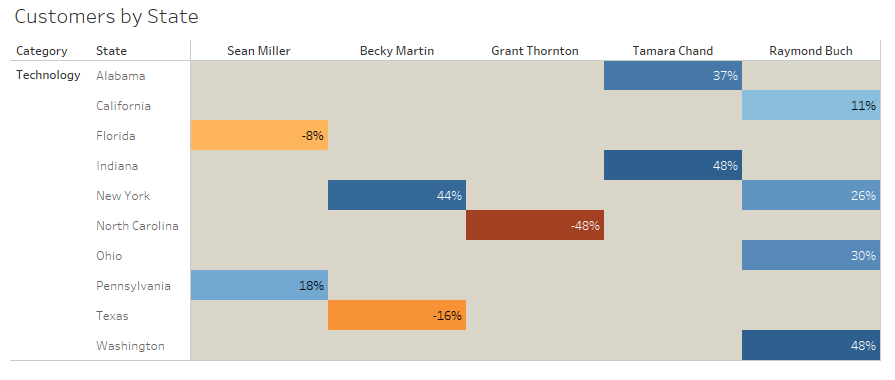 Customers by State
Category State Sean Miller Becky Martin Grant Thornton Tamara Chand Raymond Buch
Technology Alabama 37%
California 11%
Florida -8%
Indiana 48%
New York 44% 26%
North Carolina -48%
Ohio 30%
Pennsylvania 18%
Texas -16%
Washington 48%